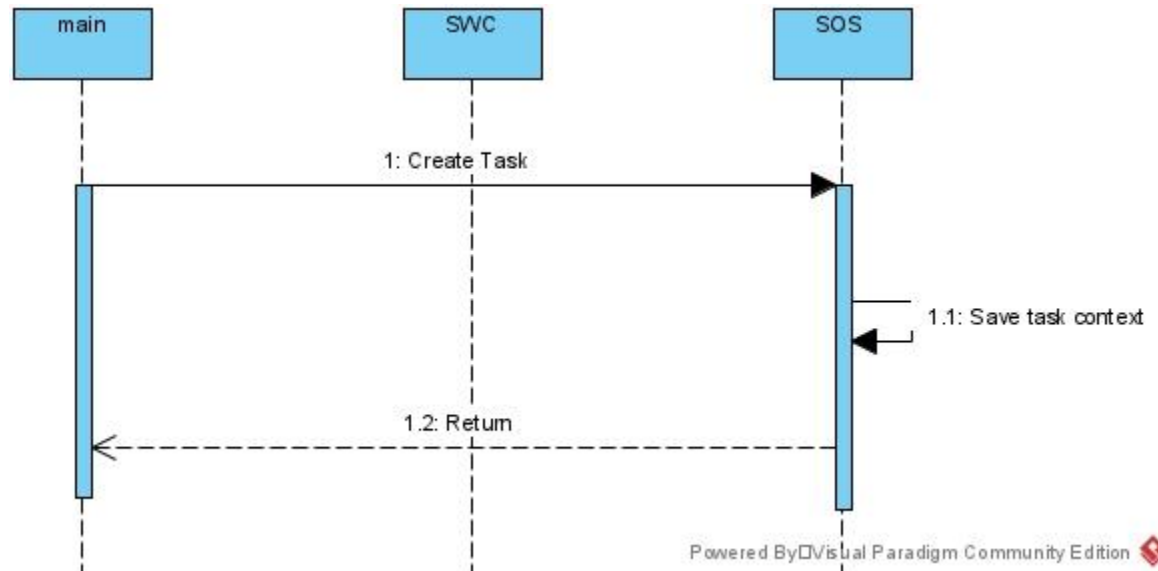 main
SWC
SOS
1: Create Task
1.1: Save task context
1.2: Return
Powered By□Visual Paradigm Community Edition